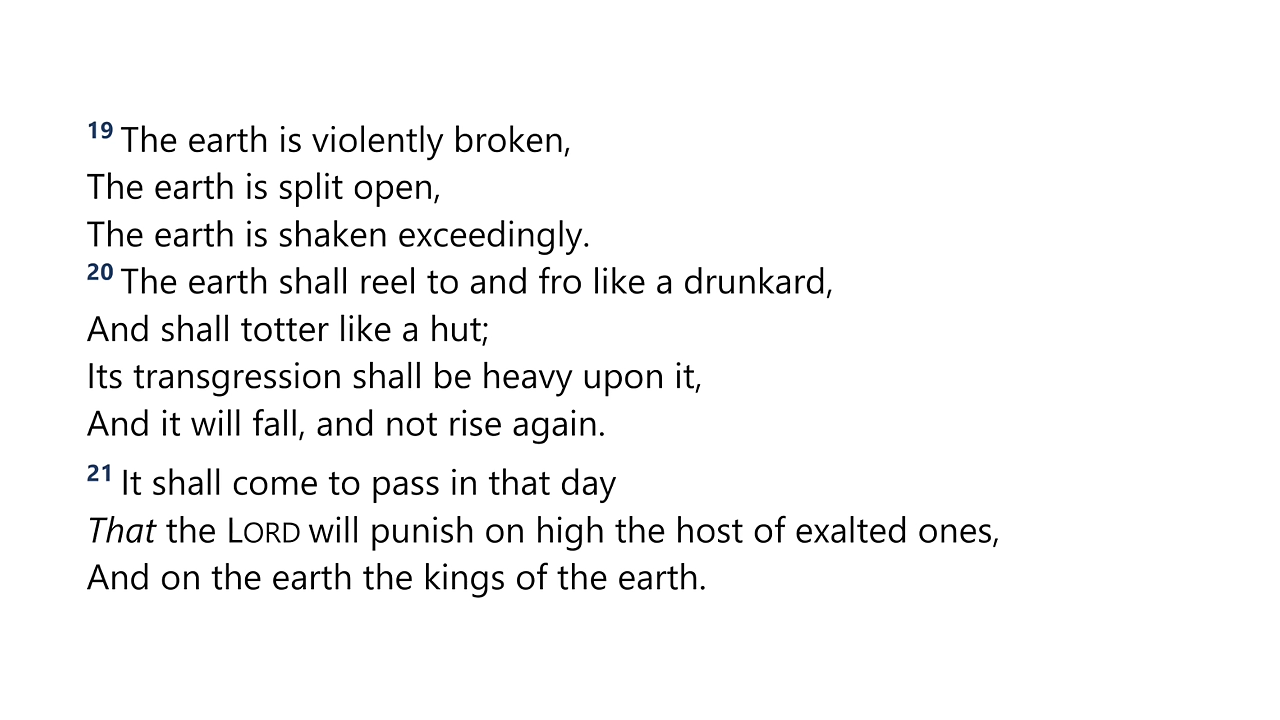 19 The earth is violently broken,
The earth is split open,
The earth is shaken exceedingly.
20 The earth shall reel to and fro like a drunkard,
And shall totter like a hut;
Its transgression shall be heavy upon it,
And it will fall, and not rise again.
21 It shall come to pass in that day
That the LORD will punish on high the host of exalted ones,
And on the earth the kings of the earth.